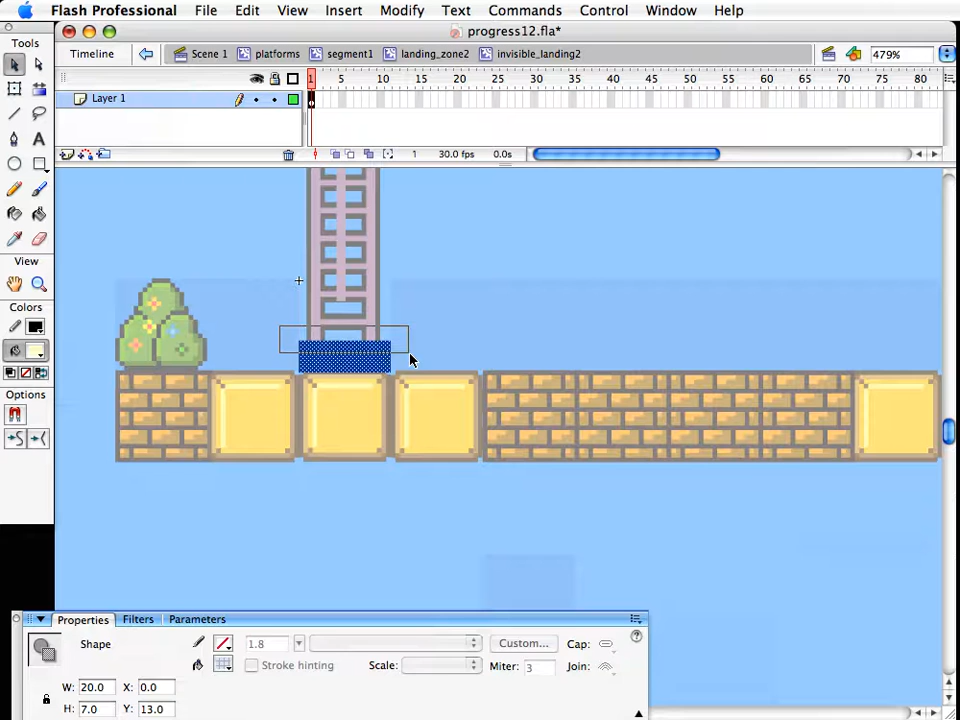 Flash Professional File Edit View Insert Modify Text Commands Control Window Help
progress12.fla*
Tools
Timeline Scene 1 platforms segment1 landing_zone2 invisible_landing2 479%
1 5 10 15 20 25 30 35 40 45 50 55 60 65 70 75 80
Layer 1
1 30.0 fps 0.0s
A
View
Colors
Options
Properties Filters Parameters
Shape 1.8 Custom... Cap:
Stroke hinting Scale: Miter: 3 Join:
W: 20.0 X: 0.0
H: 7.0 Y: 13.0